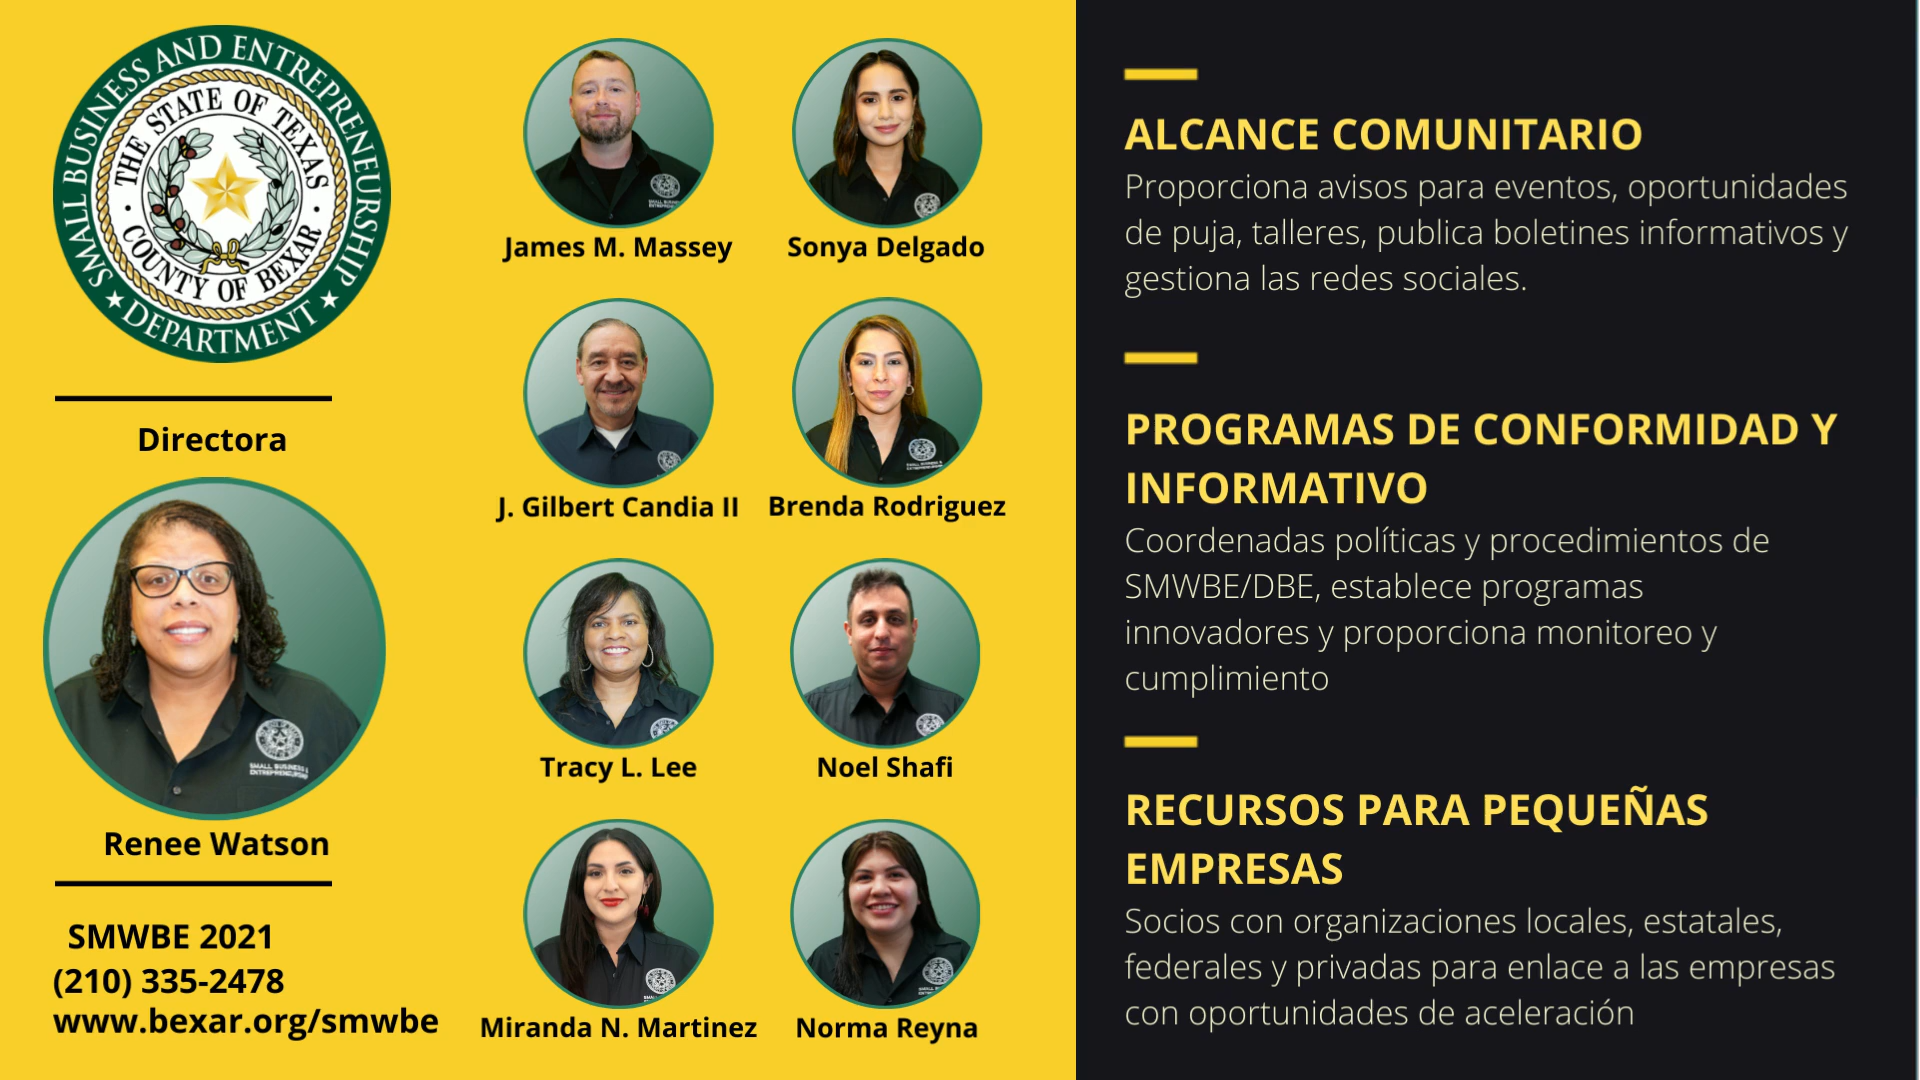 SMALL BUSINESS AND ENTREPRENEURSHIP
DEPARTMENT
THE STATE OF TEXAS
COUNTY OF BEXAR
Directora
SMALL BUSINESS &
ENTREPRENEURSHIP
Renee Watson
SMWBE 2021
(210) 335-2478
www.bexar.org/smwbe
James M. Massey
Sonya Delgado
J. Gilbert Candia II
Brenda Rodriguez
Tracy L. Lee
Noel Shafi
Miranda N. Martinez
Norma Reyna
ALCANCE COMUNITARIO
Proporciona avisos para eventos, oportunidades
de puja, talleres, publica boletines informativos y
gestiona las redes sociales.
PROGRAMAS DE CONFORMIDAD Y
INFORMATIVO
Coordenadas políticas y procedimientos de
SMWBE/DBE, establece programas
innovadores y proporciona monitoreo y
cumplimiento
RECURSOS PARA PEQUEÑAS
EMPRESAS
Socios con organizaciones locales, estatales,
federales y privadas para enlace a las empresas
con oportunidades de aceleración